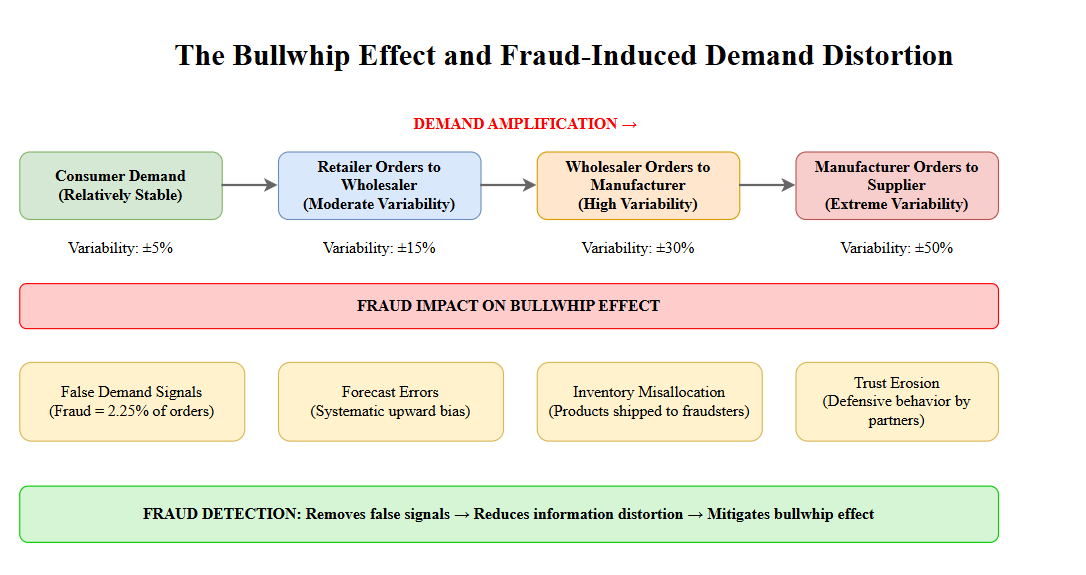 The Bullwhip Effect and Fraud-Induced Demand Distortion
DEMAND AMPLIFICATION →
Consumer Demand
(Relatively Stable)
Retailer Orders to
Wholesaler
(Moderate Variability)
Wholesaler Orders to
Manufacturer
(High Variability)
Manufacturer Orders to
Supplier
(Extreme Variability)
Variability: ±5%
Variability: ±15%
Variability: ±30%
Variability: ±50%
FRAUD IMPACT ON BULLWHIP EFFECT
False Demand Signals
(Fraud = 2.25% of orders)
Forecast Errors
(Systematic upward bias)
Inventory Misallocation
(Products shipped to fraudsters)
Trust Erosion
(Defensive behavior by
partners)
FRAUD DETECTION: Removes false signals → Reduces information distortion → Mitigates bullwhip effect